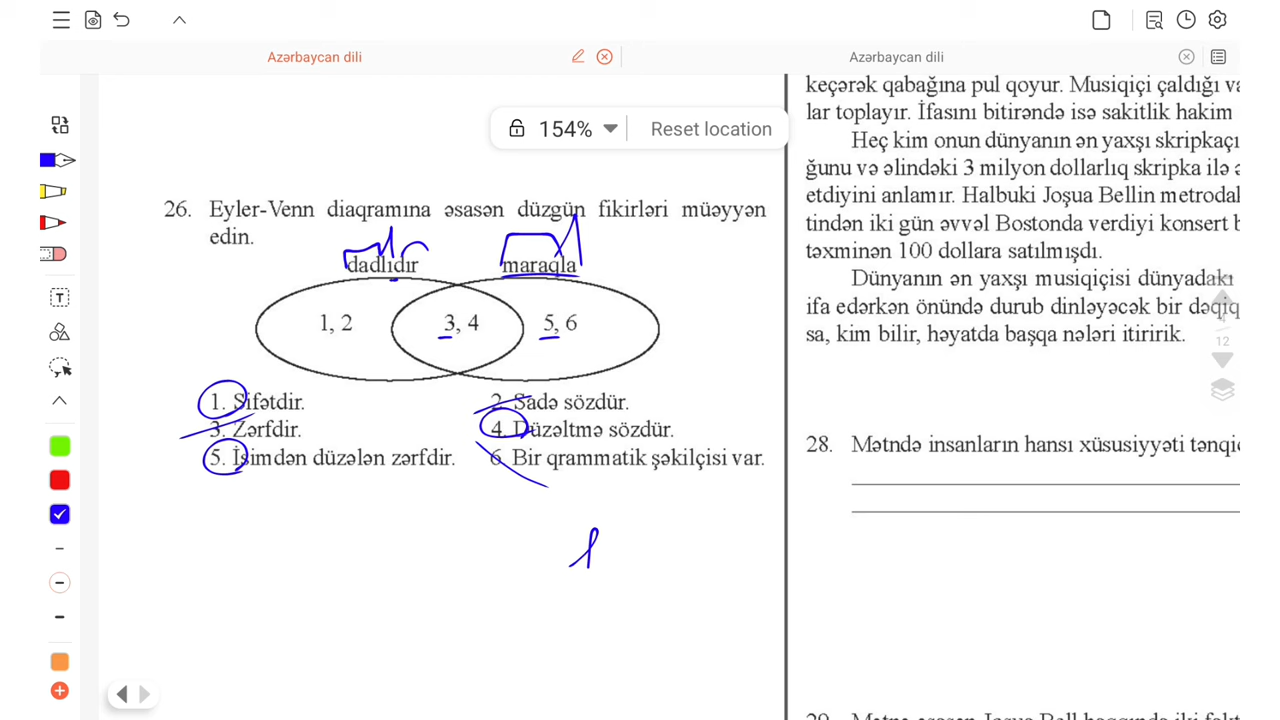 Azərbaycan dili
Azərbaycan dili
154%
Reset location
26. Eyler-Venn diaqramına əsasən düzgün fikirləri müəyyən
edin.
dadlıdır
maraqla
1, 2
3, 4
5, 6
1. Sifətdir.
2. Sadə sözdür.
3. Zərfdir.
4. Düzəltmə sözdür.
5. İsimdən düzələn zərfdir.
6. Bir qrammatik şəkilçisi var.
keçərək qabağına pul qoyur. Musiqiçi çaldığı va
lar toplayır. İfasını bitirəndə isə sakitlik hakim
Heç kim onun dünyanın ən yaxşı skripkaçı
ğunu və əlindəki 3 milyon dollarlıq skripka ilə ə
etdiyini anlamır. Halbuki Joşua Bellin metrodak
tindən iki gün əvvəl Bostonda verdiyi konsert b
təxminən 100 dollara satılmışdı.
Dünyanın ən yaxşı musiqiçisi dünyadakı
ifa edərkən önündə durub dinləyəcək bir dəqiq
sa, kim bilir, həyatda başqa nələri itiririk.
12
28. Mətndə insanların hansı xüsusiyyəti tənqi